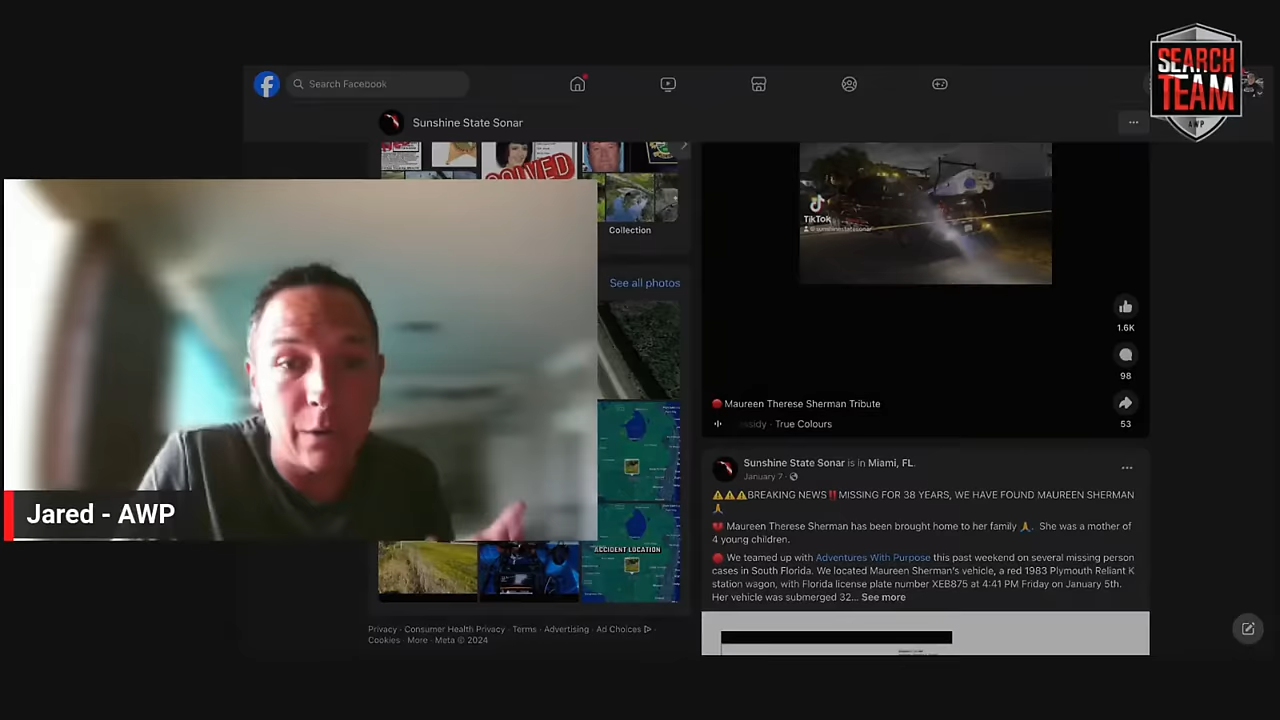 SEARCH
TEAM
AWP
Search Facebook
Sunshine State Sonar
SOLVED
Collection
See all photos
TikTok
@sunshinestatesonar
1.6K
98
53
Maureen Therese Sherman Tribute
True Colours
Jared - AWP
Sunshine State Sonar is in Miami, FL.
January 7
⚠️⚠️⚠️BREAKING NEWS‼️MISSING FOR 38 YEARS, WE HAVE FOUND MAUREEN SHERMAN
🙏
💔 Maureen Therese Sherman has been brought home to her family 🙏. She was a mother of
4 young children.
🔴 We teamed up with Adventures With Purpose this past weekend on several missing person
cases in South Florida. We located Maureen Sherman's vehicle, a red 1983 Plymouth Reliant K
station wagon, with Florida license plate number XEB875 at 4:41 PM Friday on January 5th.
Her vehicle was submerged 32... See more
ACCIDENT LOCATION
Privacy · Consumer Privacy · Terms · Advertising · Ad Choices ·
Cookies · More · Meta © 2024